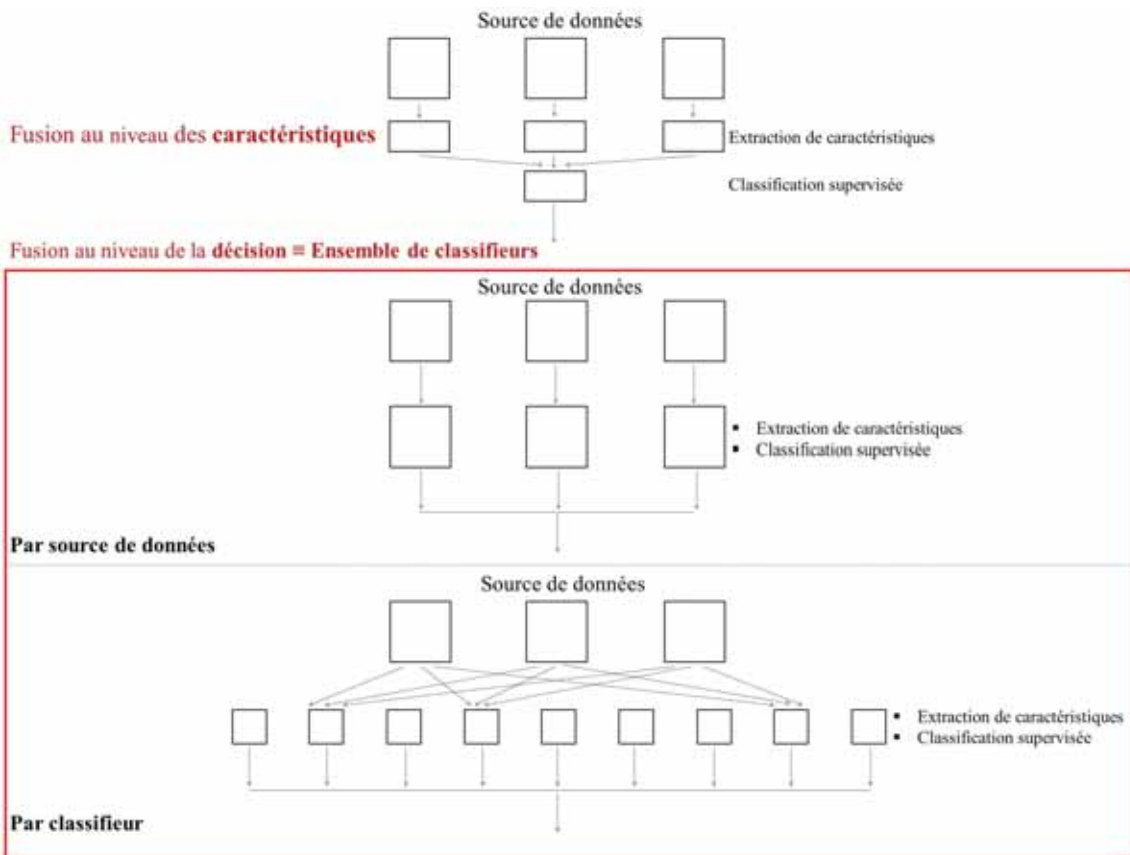 Source de données
Fusion au niveau des caractéristiques
Extraction de caractéristiques
Classification supervisée
Fusion au niveau de la décision ≡ Ensemble de classifieurs
Source de données
▪ Extraction de caractéristiques
▪ Classification supervisée
Par source de données
Source de données
▪ Extraction de caractéristiques
▪ Classification supervisée
Par classifieur